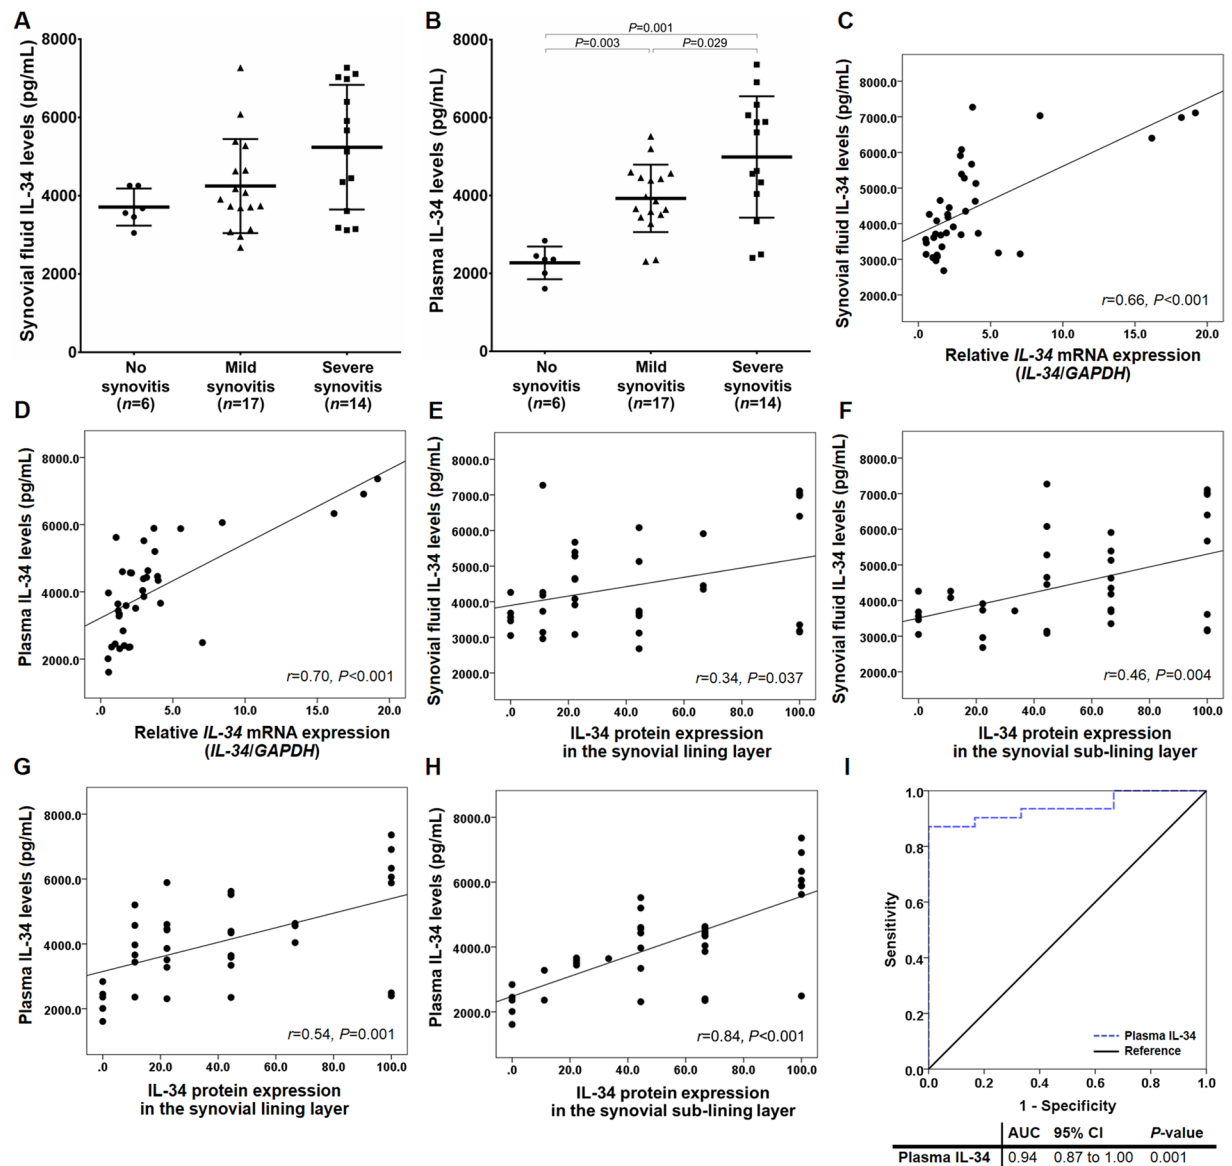 A
Synovial fluid IL-34 levels (pg/mL)
8000
6000
4000
2000
0
No
synovitis
(n=6)
Mild
synovitis
(n=17)
Severe
synovitis
(n=14)
B
Plasma IL-34 levels (pg/mL)
8000
6000
4000
2000
0
P=0.001
P=0.003
P=0.029
No
synovitis
(n=6)
Mild
synovitis
(n=17)
Severe
synovitis
(n=14)
C
Synovial fluid IL-34 levels (pg/mL)
8000.0
7000.0
6000.0
5000.0
4000.0
3000.0
2000.0
r=0.66, P<0.001
.0 5.0 10.0 15.0 20.0
Relative IL-34 mRNA expression
(IL-34/GAPDH)
D
Plasma IL-34 levels (pg/mL)
8000.0
6000.0
4000.0
2000.0
r=0.70, P<0.001
.0 5.0 10.0 15.0 20.0
Relative IL-34 mRNA expression
(IL-34/GAPDH)
E
Synovial fluid IL-34 levels (pg/mL)
8000.0
7000.0
6000.0
5000.0
4000.0
3000.0
2000.0
r=0.34, P=0.037
.0 20.0 40.0 60.0 80.0 100.0
IL-34 protein expression
in the synovial lining layer
F
Synovial fluid IL-34 levels (pg/mL)
8000.0
7000.0
6000.0
5000.0
4000.0
3000.0
2000.0
r=0.46, P=0.004
.0 20.0 40.0 60.0 80.0 100.0
IL-34 protein expression
in the synovial sub-lining layer
G
Plasma IL-34 levels (pg/mL)
8000.0
6000.0
4000.0
2000.0
r=0.54, P=0.001
.0 20.0 40.0 60.0 80.0 100.0
IL-34 protein expression
in the synovial lining layer
H
Plasma IL-34 levels (pg/mL)
8000.0
6000.0
4000.0
2000.0
r=0.84, P<0.001
.0 20.0 40.0 60.0 80.0 100.0
IL-34 protein expression
in the synovial sub-lining layer
I
Sensitivity
1.0
0.8
0.6
0.4
0.2
0.0
Plasma IL-34
Reference
0.0 0.2 0.4 0.6 0.8 1.0
1 - Specificity
AUC 95% CI P-value
Plasma IL-34 0.94 0.87 to 1.00 0.001